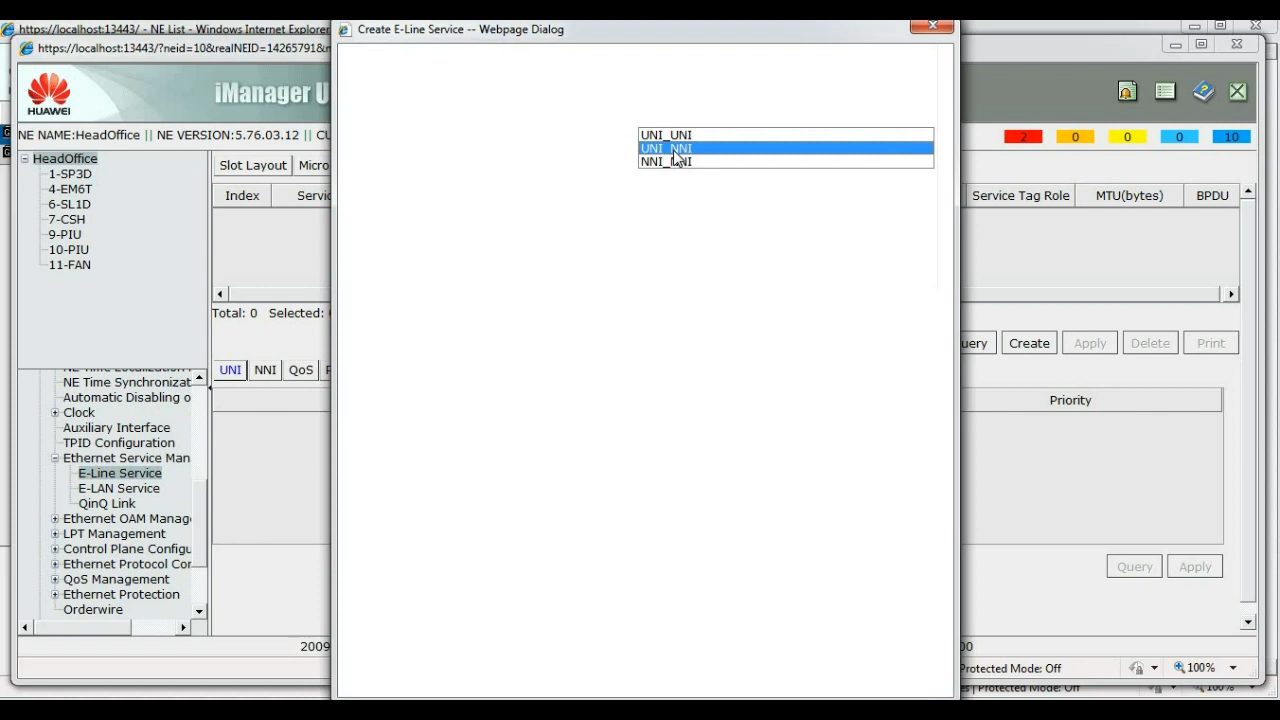 https://localhost:13443/ - NE List - Windows Internet Explorer
Create E-Line Service -- Webpage Dialog
https://localhost:13443/?neid=10&realNEID=14265791&
HUAWEI
iManager U
NE NAME:HeadOffice || NE VERSION:5.76.03.12 || CU
2
0
0
0
10
UNI_UNI
UNI_NNI
HeadOffice
1-SP3D
4-EM6T
6-SL1D
7-CSH
9-PIU
10-PIU
11-FAN
Slot Layout
Micro
Index
Servic
Service Tag Role
MTU(bytes)
BPDU
Total: 0 Selected:
uery
Create
Apply
Delete
Print
UNI
NNI
QoS
Priority
NE Time Synchronizat
Automatic Disabling o
Clock
Auxiliary Interface
TPID Configuration
Ethernet Service Man
E-Line Service
E-LAN Service
QinQ Link
Ethernet OAM Manag
LPT Management
Control Plane Configu
Ethernet Protocol Cor
QoS Management
Ethernet Protection
Orderwire
Query
Apply
2009
00
Protected Mode: Off
100%
Protected Mode: Off
100%